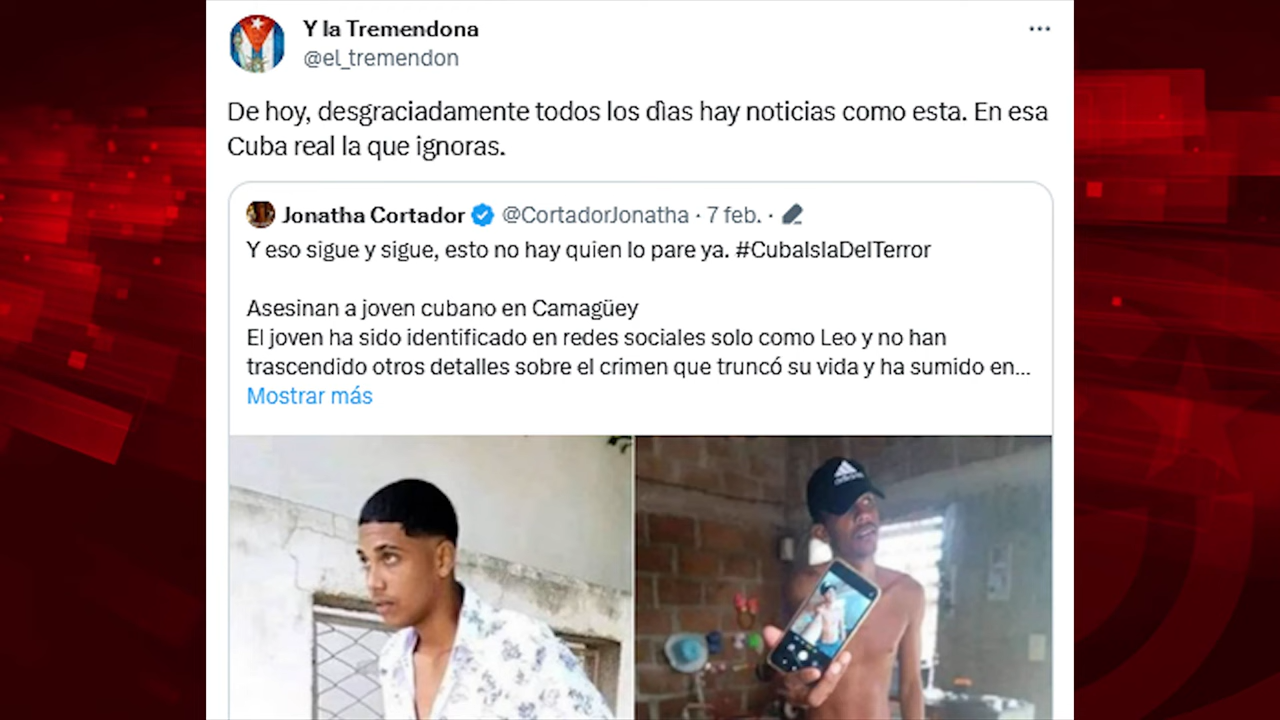 Y la Tremendona
@el_tremendon
De hoy, desgraciadamente todos los dìas hay noticias como esta. En esa
Cuba real la que ignoras.
Jonatha Cortador @CortadorJonatha · 7 feb. ·
Y eso sigue y sigue, esto no hay quien lo pare ya. #CubaIslaDelTerror
Asesinan a joven cubano en Camagüey
El joven ha sido identificado en redes sociales solo como Leo y no han
trascendido otros detalles sobre el crimen que truncó su vida y ha sumido en...
Mostrar más
adidas